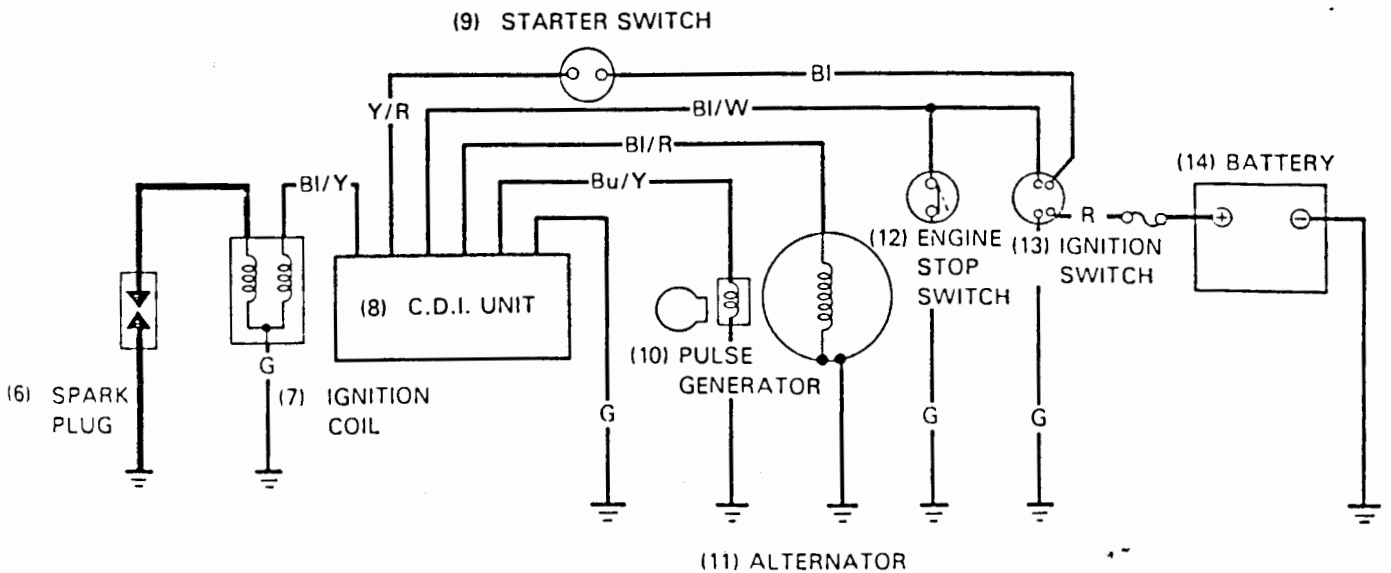 (9) STARTER SWITCH
Bl
Y/R
Bl/W
Bl/R
Bl/Y
Bu/Y
(14) BATTERY
(12) ENGINE
STOP
SWITCH
(13) IGNITION
SWITCH
R
+
−
(8) C.D.I. UNIT
(10) PULSE
GENERATOR
(6) SPARK
PLUG
G
(7) IGNITION
COIL
G
G
G
G
(11) ALTERNATOR